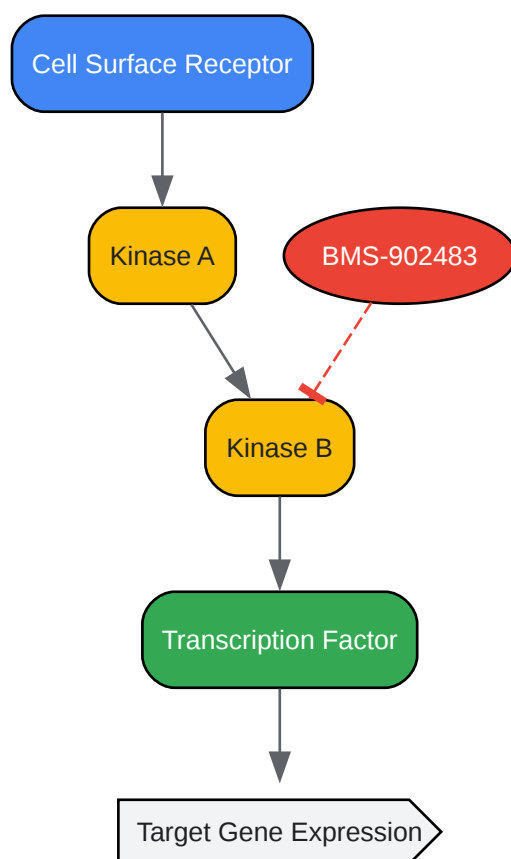 Cell Surface Receptor
Kinase A
BMS-902483
Kinase B
Transcription Factor
Target Gene Expression